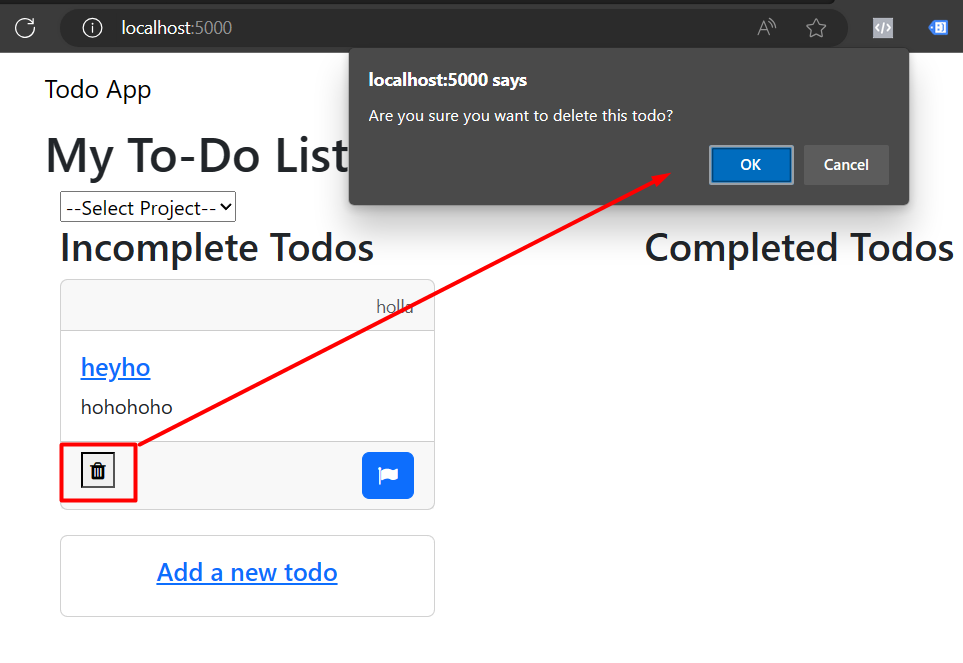 localhost:5000
localhost:5000 says
Are you sure you want to delete this todo?
OK
Cancel
Todo App
My To-Do List
--Select Project--
Incomplete Todos
Completed Todos
holla
heyho
hohohoho
Add a new todo